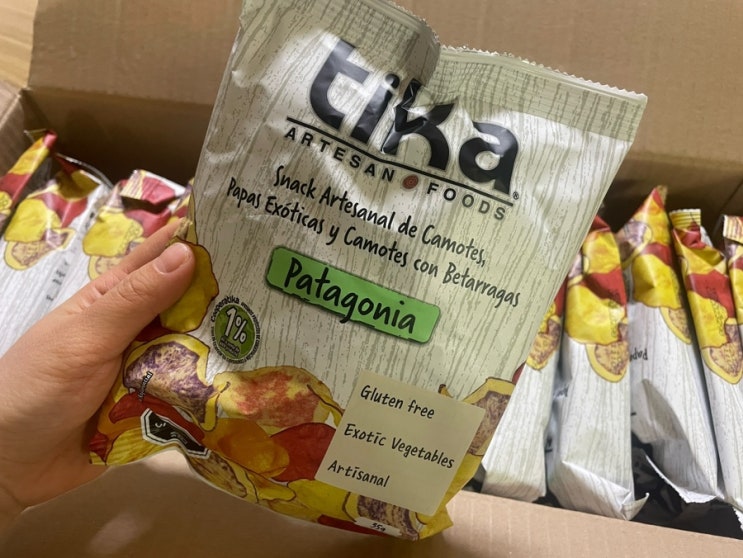 tika
ARTESAN FOODS
Snack Artesanal de Camotes,
Papas Exóticas y Camotes con Betarragas
Patagonia
1%
Gluten free
Exotic Vegetables
Artisanal
55g